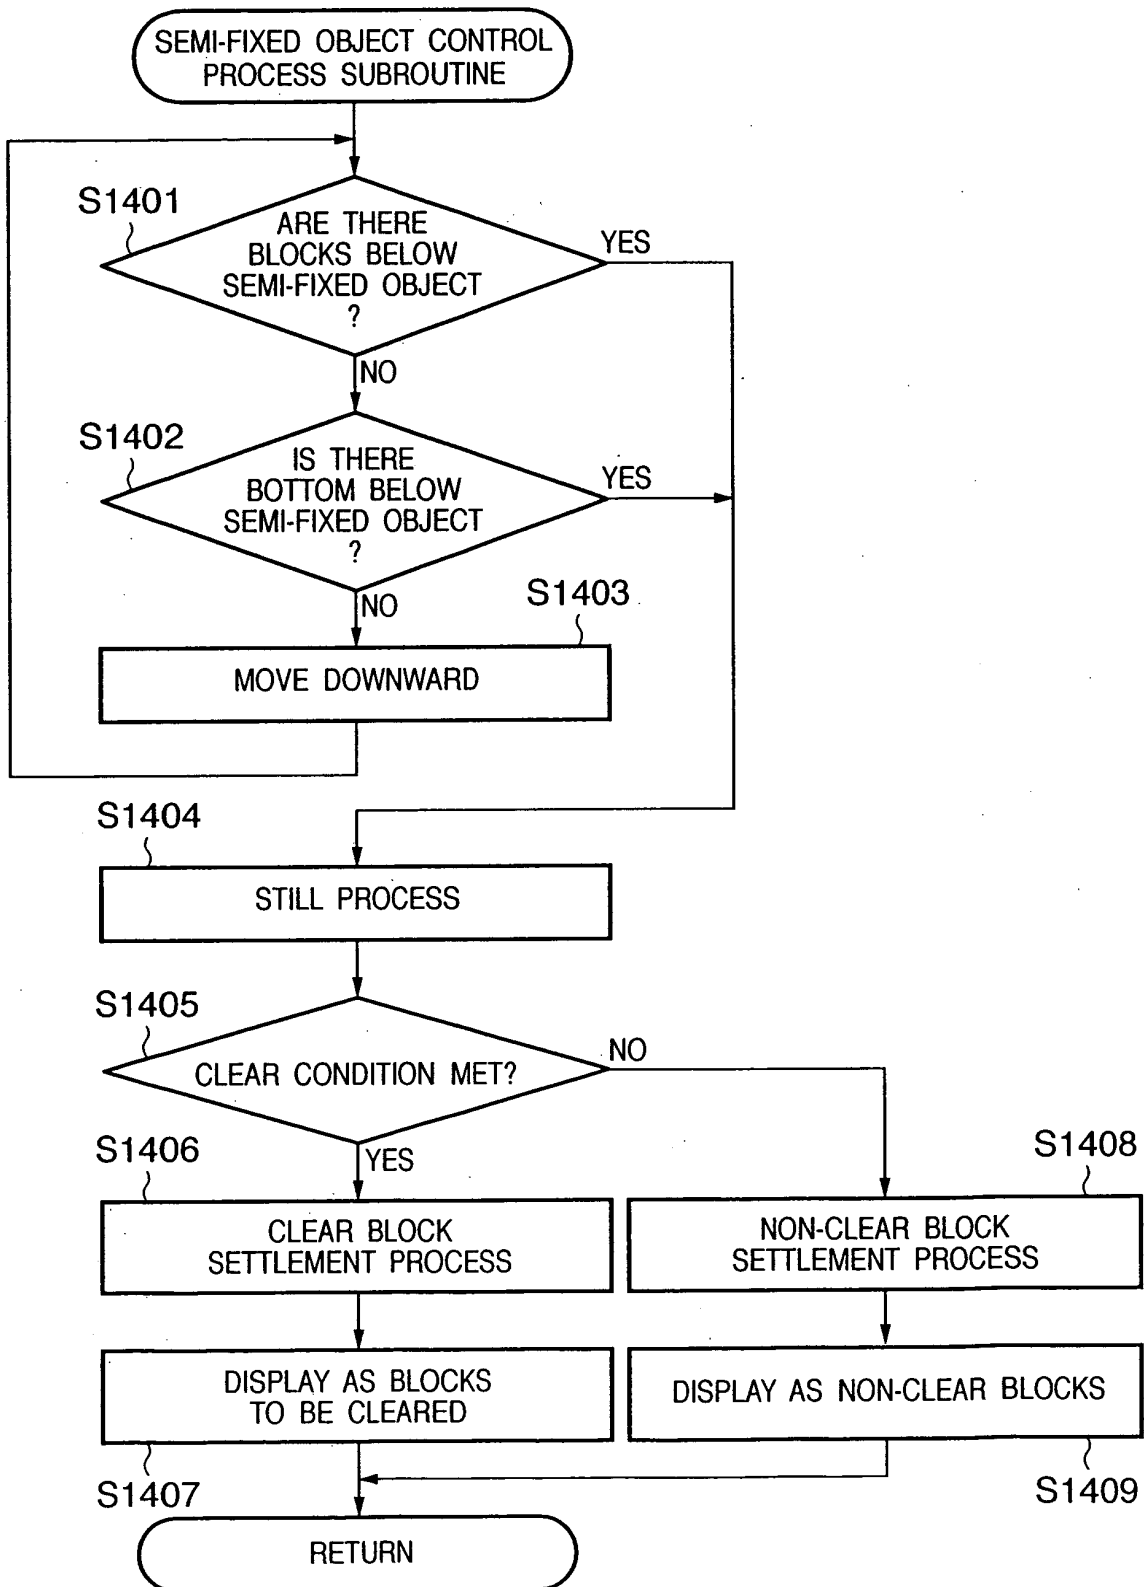 SEMI-FIXED OBJECT CONTROL
PROCESS SUBROUTINE
S1401
ARE THERE
BLOCKS BELOW
SEMI-FIXED OBJECT
?
YES
NO
S1402
IS THERE
BOTTOM BELOW
SEMI-FIXED OBJECT
?
YES
NO
S1403
MOVE DOWNWARD
S1404
STILL PROCESS
S1405
CLEAR CONDITION MET?
NO
YES
S1406
CLEAR BLOCK
SETTLEMENT PROCESS
S1408
NON-CLEAR BLOCK
SETTLEMENT PROCESS
DISPLAY AS BLOCKS
TO BE CLEARED
S1407
DISPLAY AS NON-CLEAR BLOCKS
S1409
RETURN